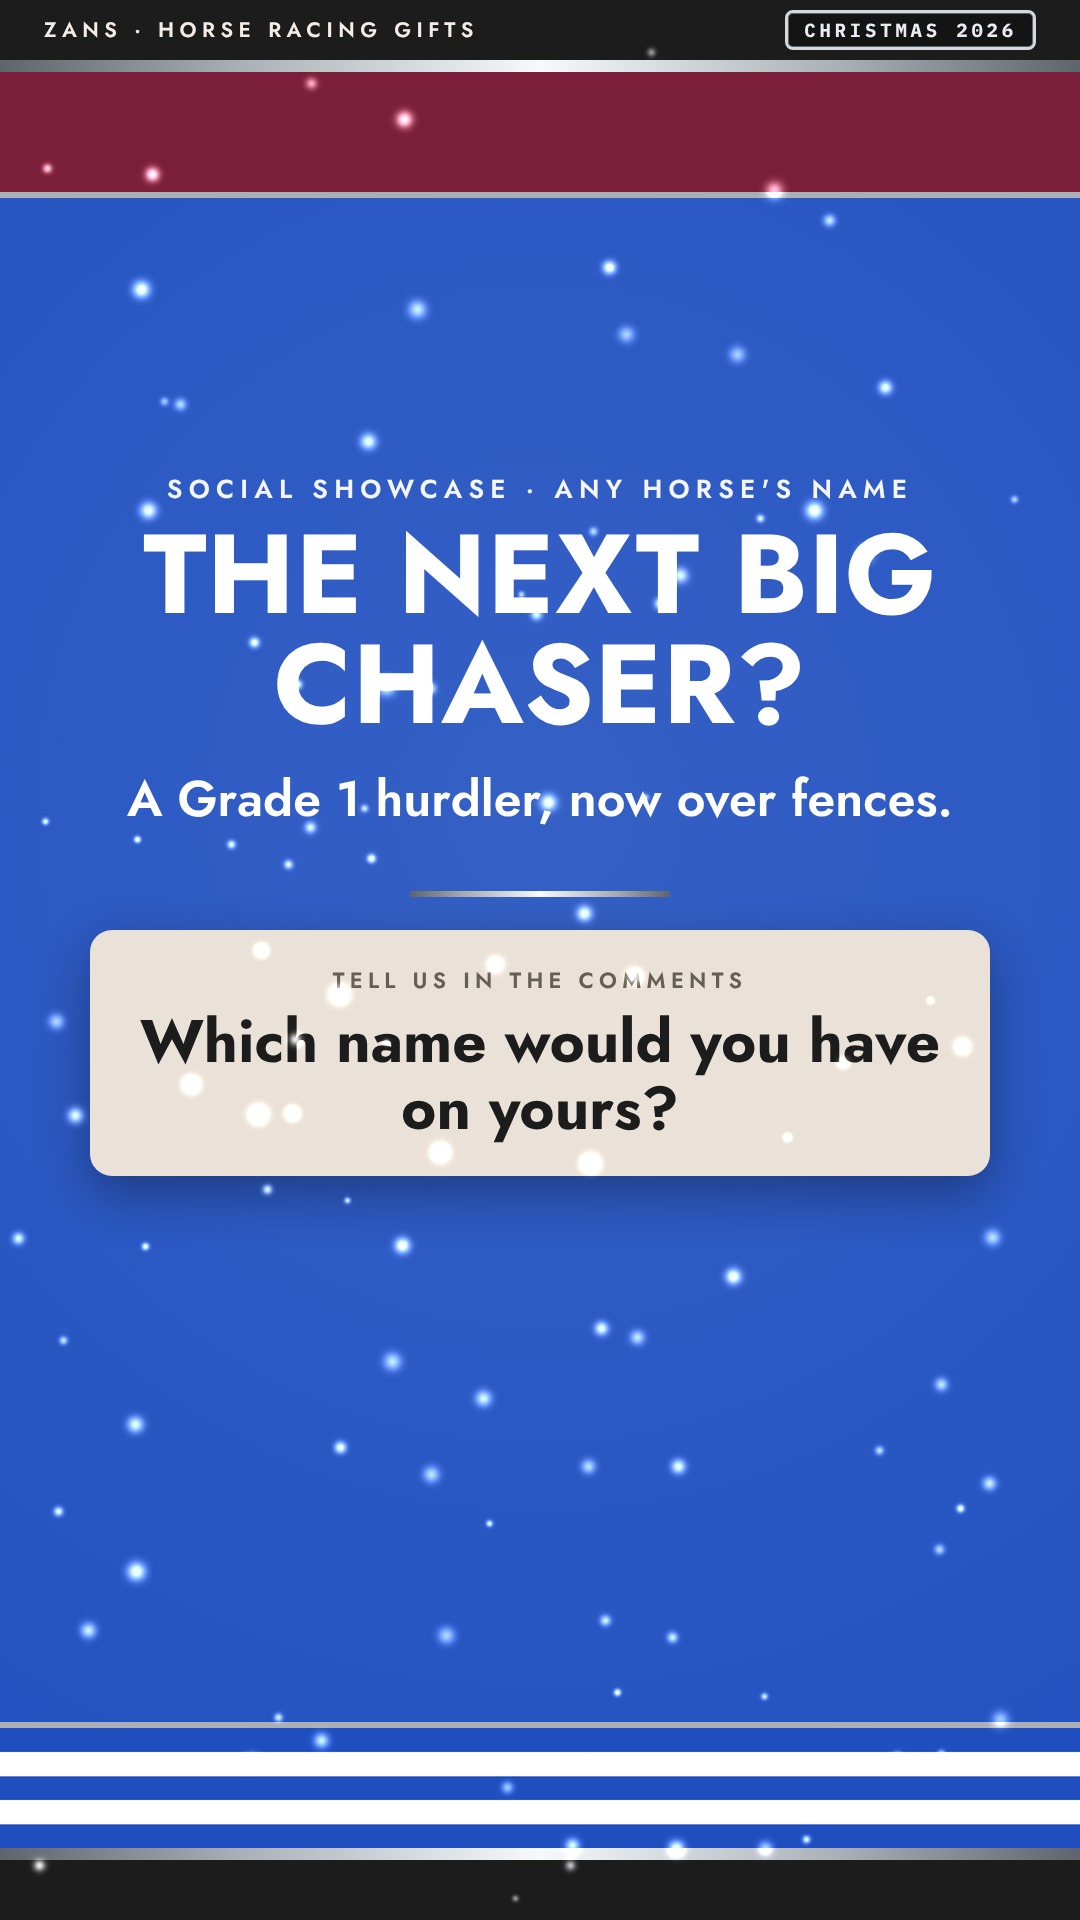 ZANS · HORSE RACING GIFTS
CHRISTMAS 2026
SOCIAL SHOWCASE · ANY HORSE'S NAME
THE NEXT BIG
CHASER?
A Grade 1 hurdler, now over fences.
TELL US IN THE COMMENTS
Which name would you have
on yours?